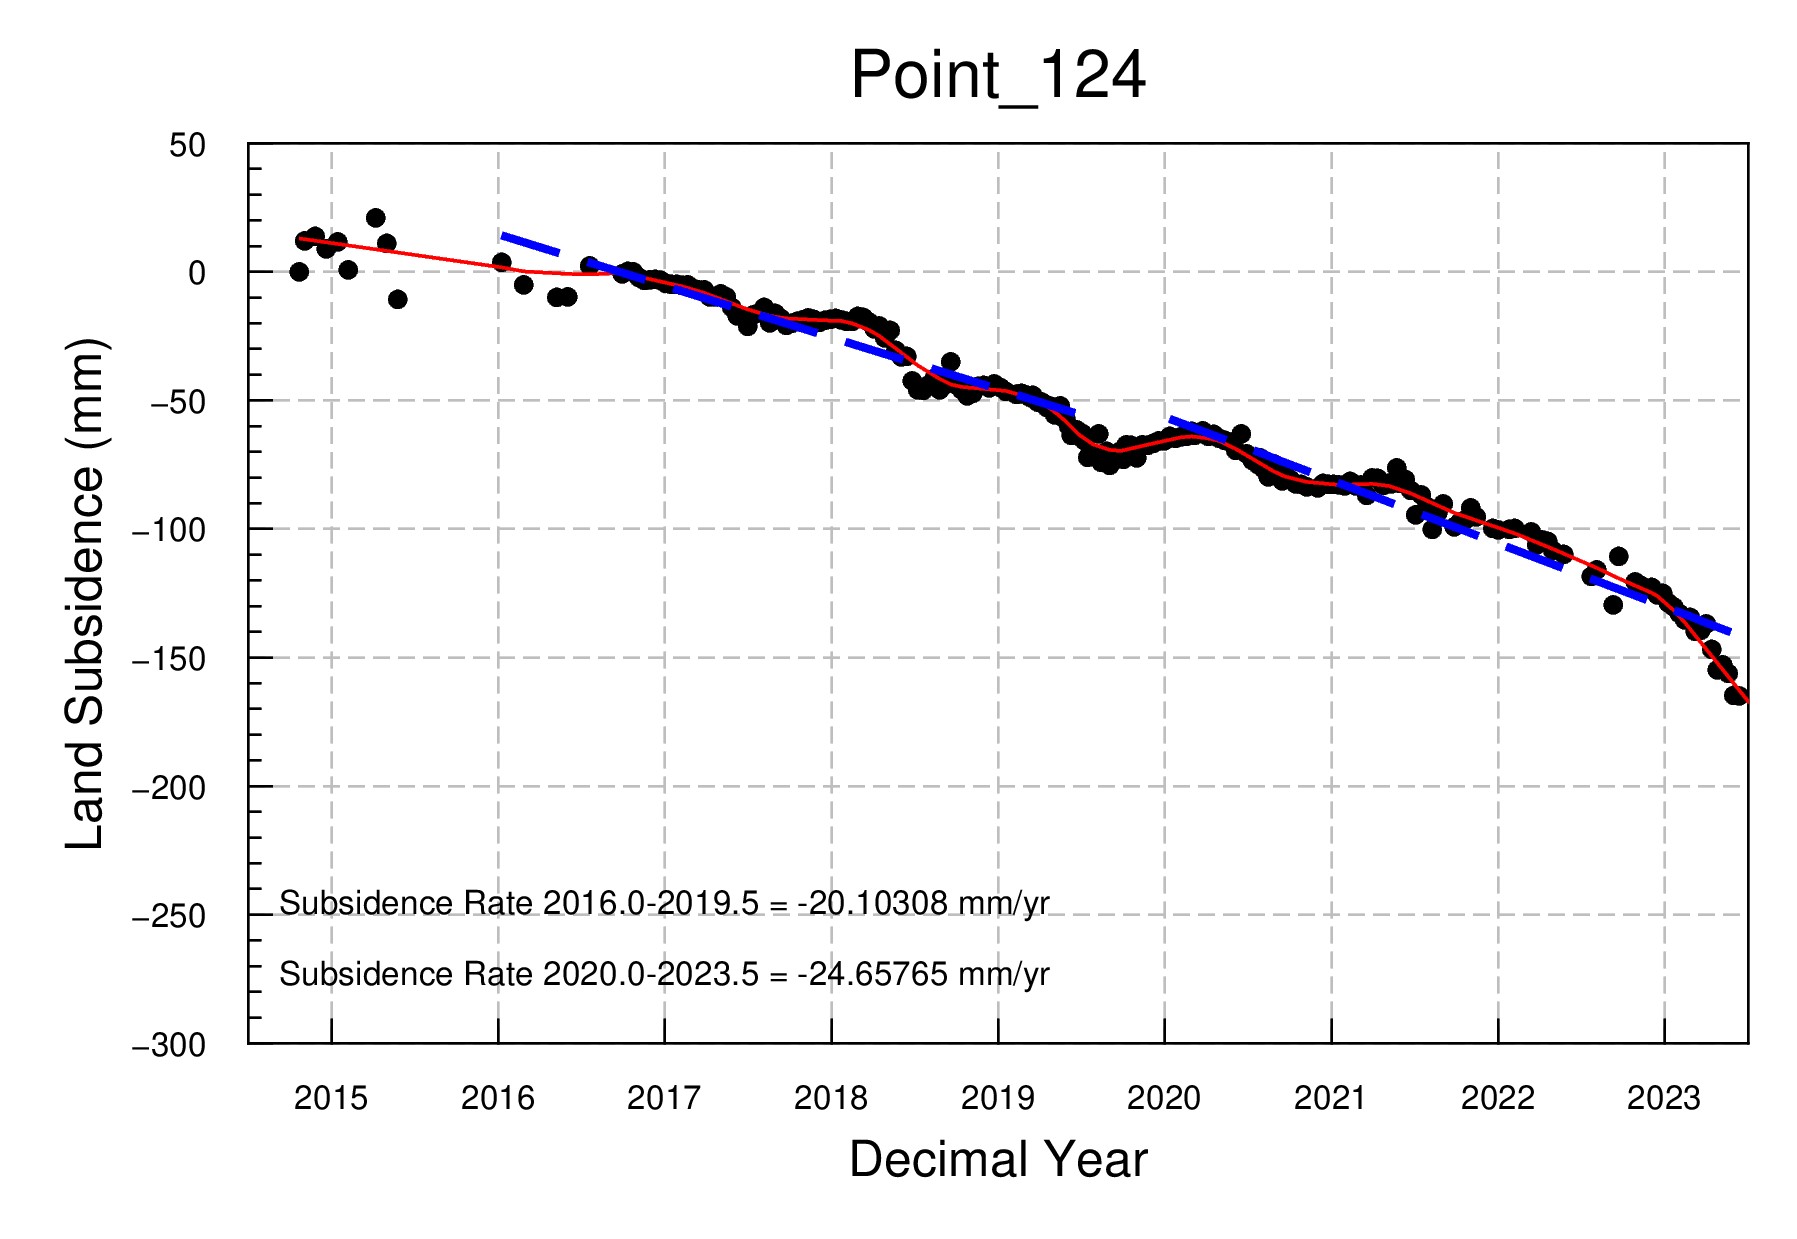 Point_124
50
0
−50
−100
−150
−200
−250
−300
Land Subsidence (mm)
Subsidence Rate 2016.0-2019.5 = -20.10308 mm/yr
Subsidence Rate 2020.0-2023.5 = -24.65765 mm/yr
2015 2016 2017 2018 2019 2020 2021 2022 2023
Decimal Year